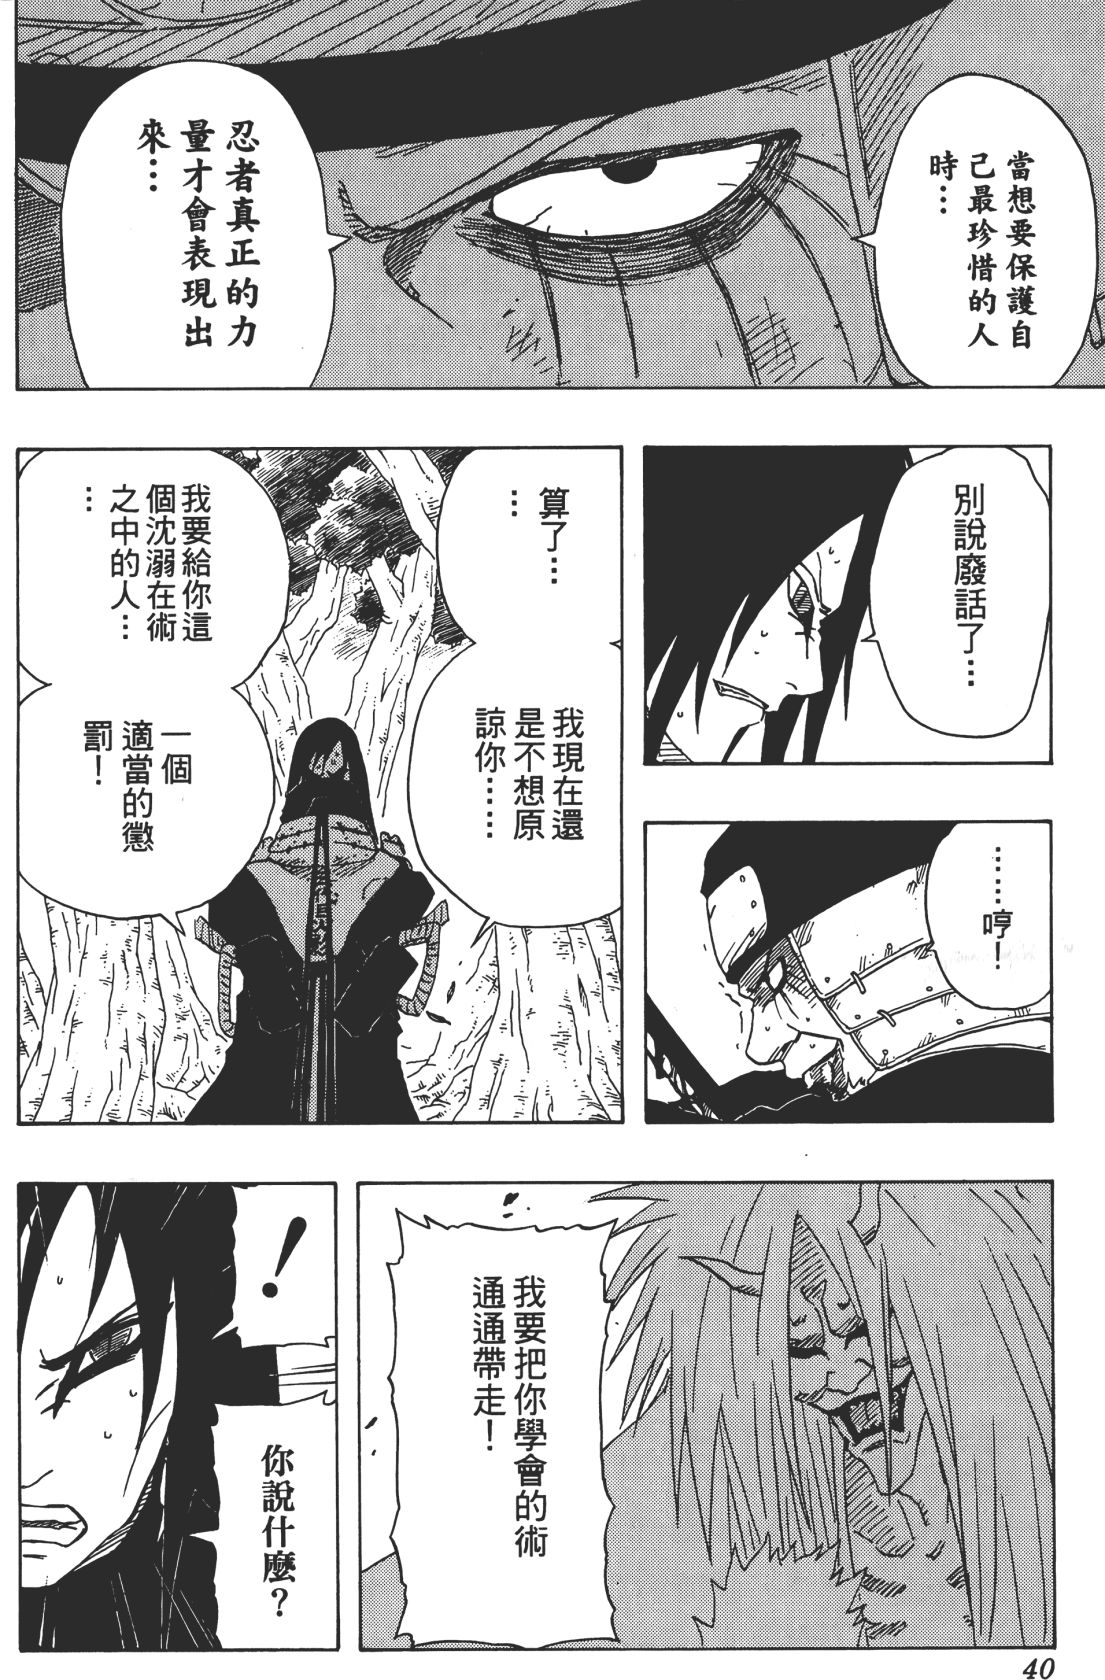 當想要保護自
己最珍惜的人
時…
忍者真正的力
量才會表現出
來…
別說廢話了…
……哼！
算了…
…
我現在還
是不想原
諒你……
我要給你這
個沈溺在術
之中的人…
…
一個
適當的懲
罰！
我要把你學會的術
通通帶走！
！
你說什麼？
40